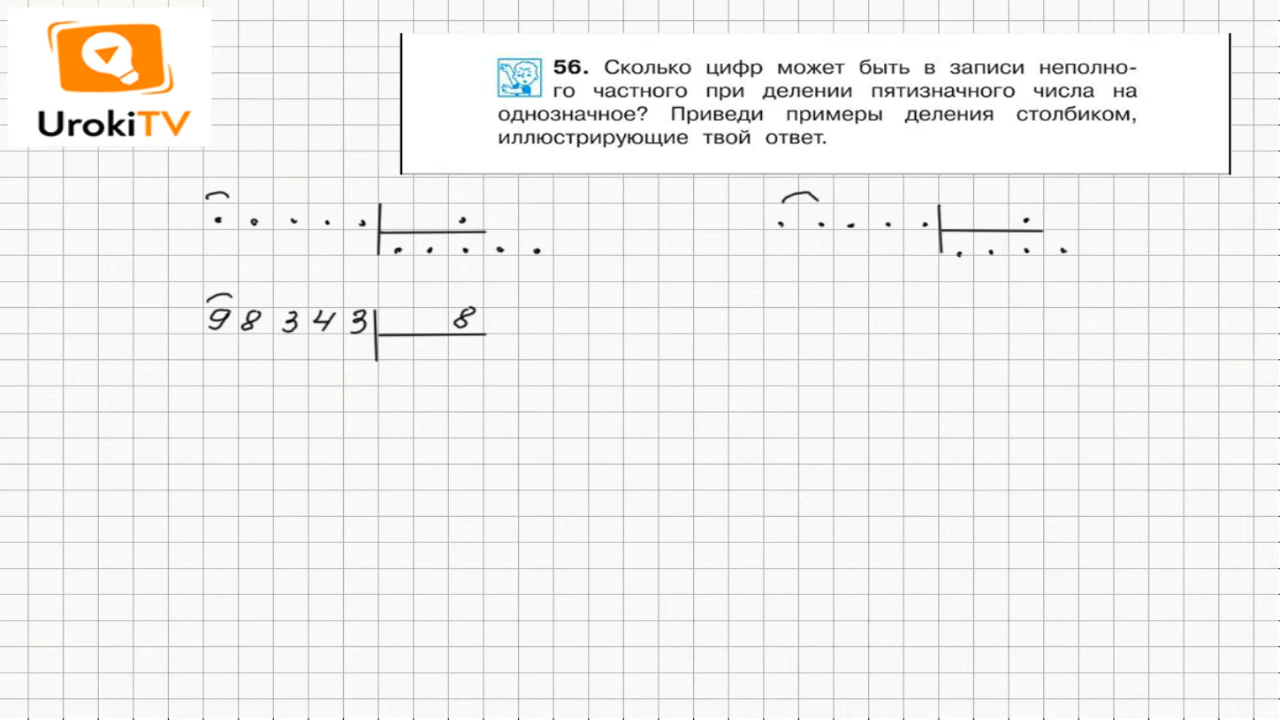 UrokiTV
56. Сколько цифр может быть в записи неполно-
го частного при делении пятизначного числа на
однозначное? Приведи примеры деления столбиком,
иллюстрирующие твой ответ.
98343 8